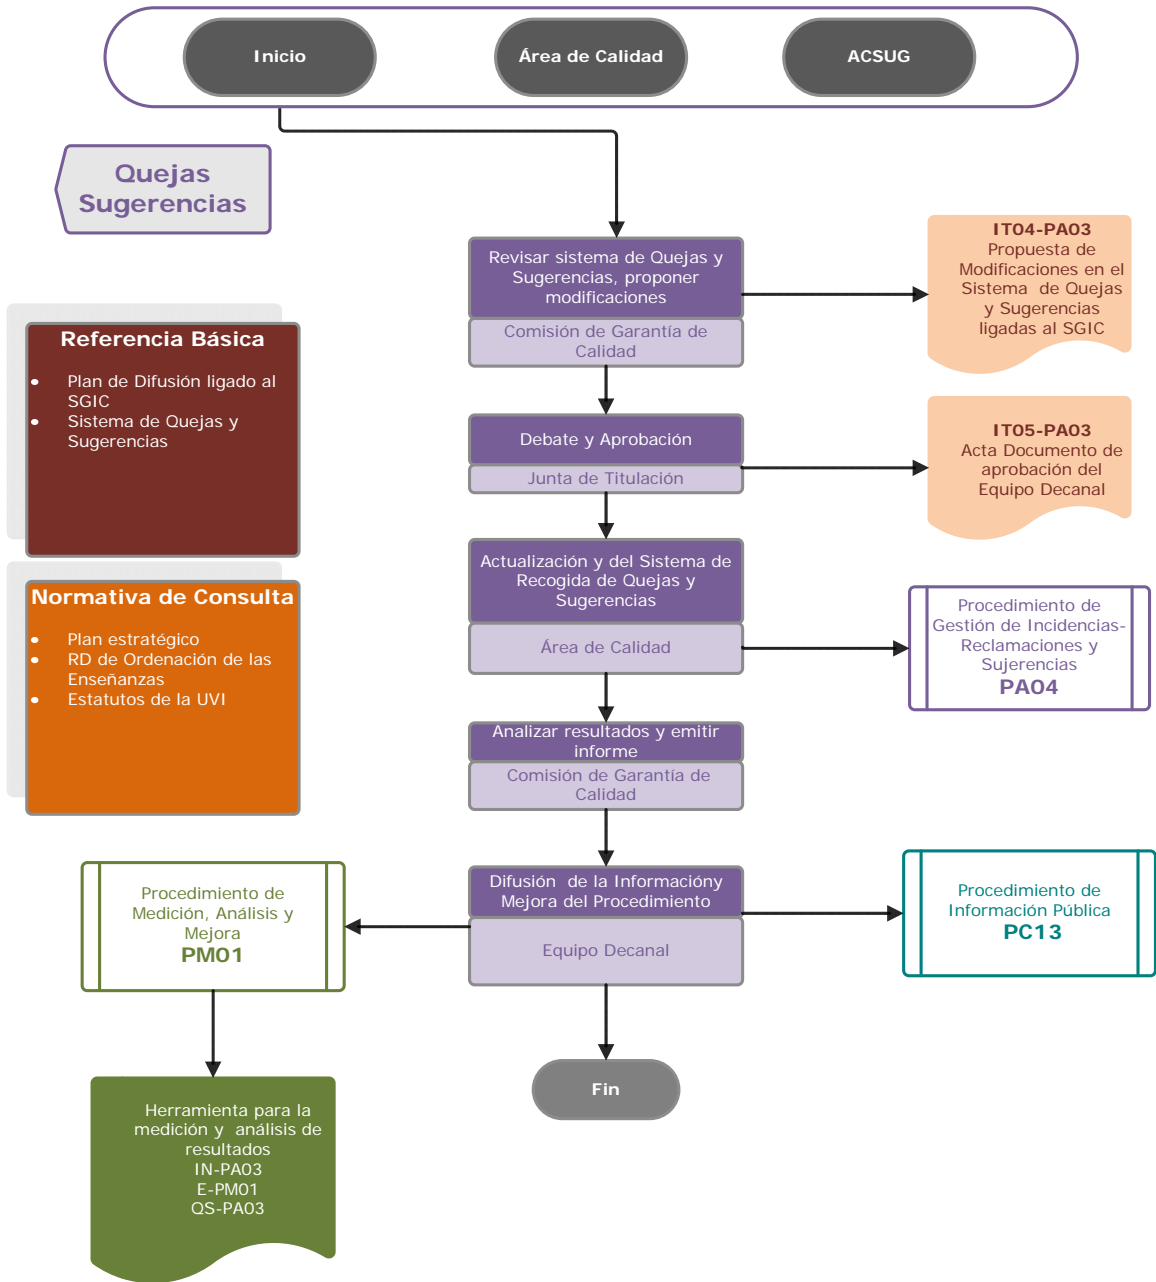 Inicio
Área de Calidad
ACSUG
Quejas
Sugerencias
Revisar sistema de Quejas y
Sugerencias, proponer
modificaciones
Comisión de Garantía de
Calidad
IT04-PA03
Propuesta de
Modificaciones en el
Sistema de Quejas
y Sugerencias
ligadas al SGIC
Referencia Básica
• Plan de Difusión ligado al
SGIC
• Sistema de Quejas y
Sugerencias
Debate y Aprobación
Junta de Titulación
IT05-PA03
Acta Documento de
aprobación del
Equipo Decanal
Actualización y del Sistema de
Recogida de Quejas y
Sugerencias
Área de Calidad
Normativa de Consulta
• Plan estratégico
• RD de Ordenación de las
Enseñanzas
• Estatutos de la UVI
Procedimiento de
Gestión de Incidencias-
Reclamaciones y
Sujerencias
PA04
Analizar resultados y emitir
informe
Comisión de Garantía de
Calidad
Difusión de la Informacióny
Mejora del Procedimiento
Equipo Decanal
Procedimiento de
Medición, Análisis y
Mejora
PM01
Procedimiento de
Información Pública
PC13
Fin
Herramienta para la
medición y análisis de
resultados
IN-PA03
E-PM01
QS-PA03